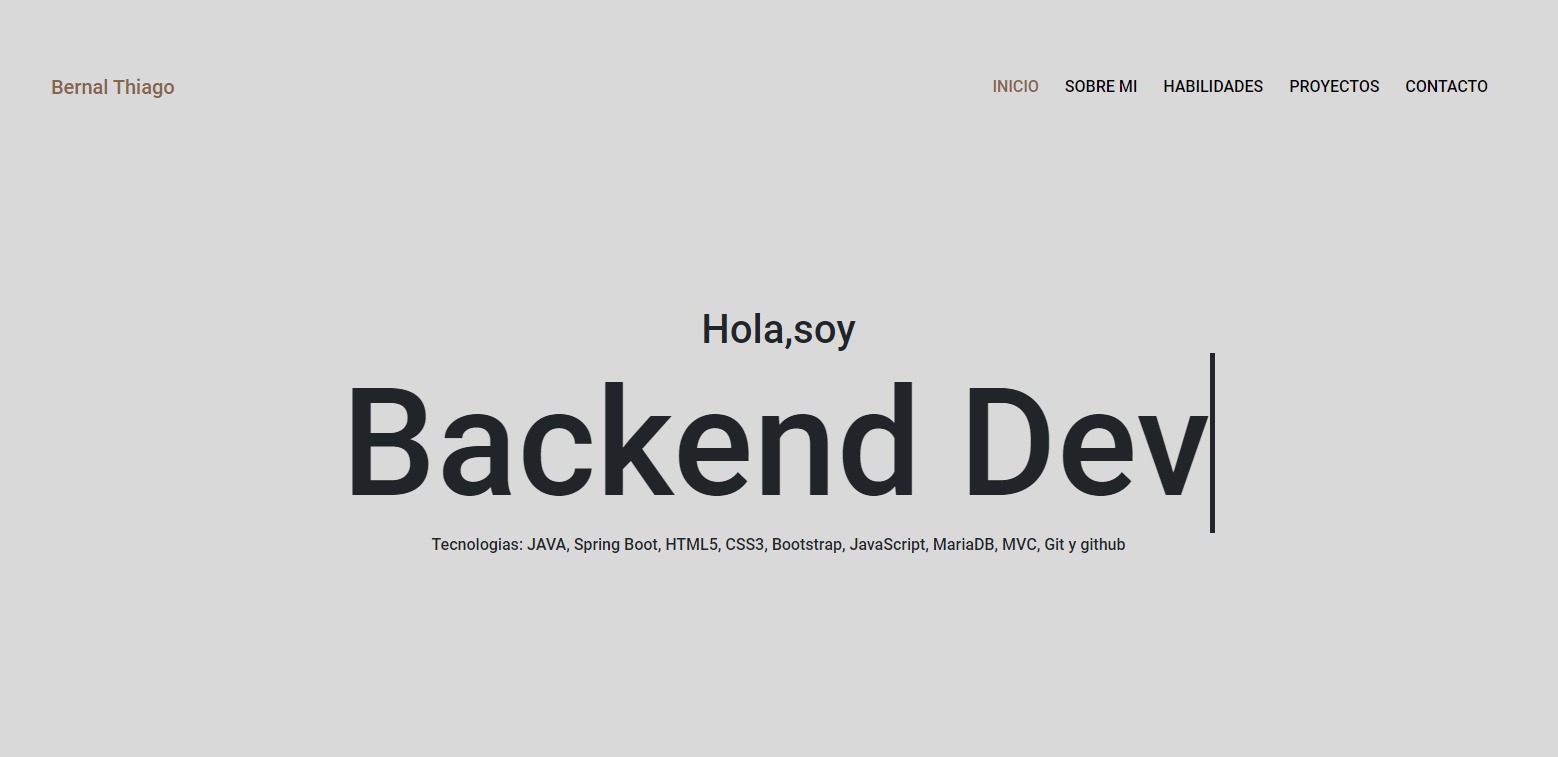 Bernal Thiago
INICIO SOBRE MI HABILIDADES PROYECTOS CONTACTO
Hola,soy
Backend Dev
Tecnologias: JAVA, Spring Boot, HTML5, CSS3, Bootstrap, JavaScript, MariaDB, MVC, Git y github